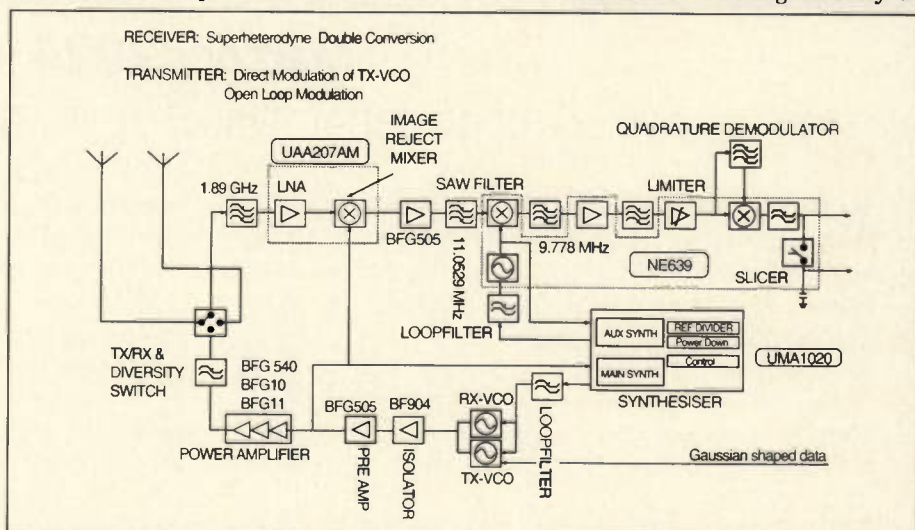 RECEIVER: Superheterodyne Double Conversion
TRANSMITTER: Direct Modulation of TX-VCO
Open Loop Modulation
IMAGE
REJECT
MIXER
UAA207AM
QUADRATURE DEMODULATOR
1.89 GHz
LNA
SAW FILTER
LIMITER
BFG505
11.0529 MHz
9.778 MHz
NE639
SLICER
LOOPFILTER
AUX SYNTH
REF DIVIDER
Power Down
MAIN SYNTH
Control
UMA1020
SYNTHESISER
TX/RX &
DIVERSITY
SWITCH
BFG 540
BFG10
BFG11
POWER AMPLIFIER
BFG505
PRE AMP
BF904
ISOLATOR
RX-VCO
TX-VCO
LOOPFILTER
Gaussian shaped data